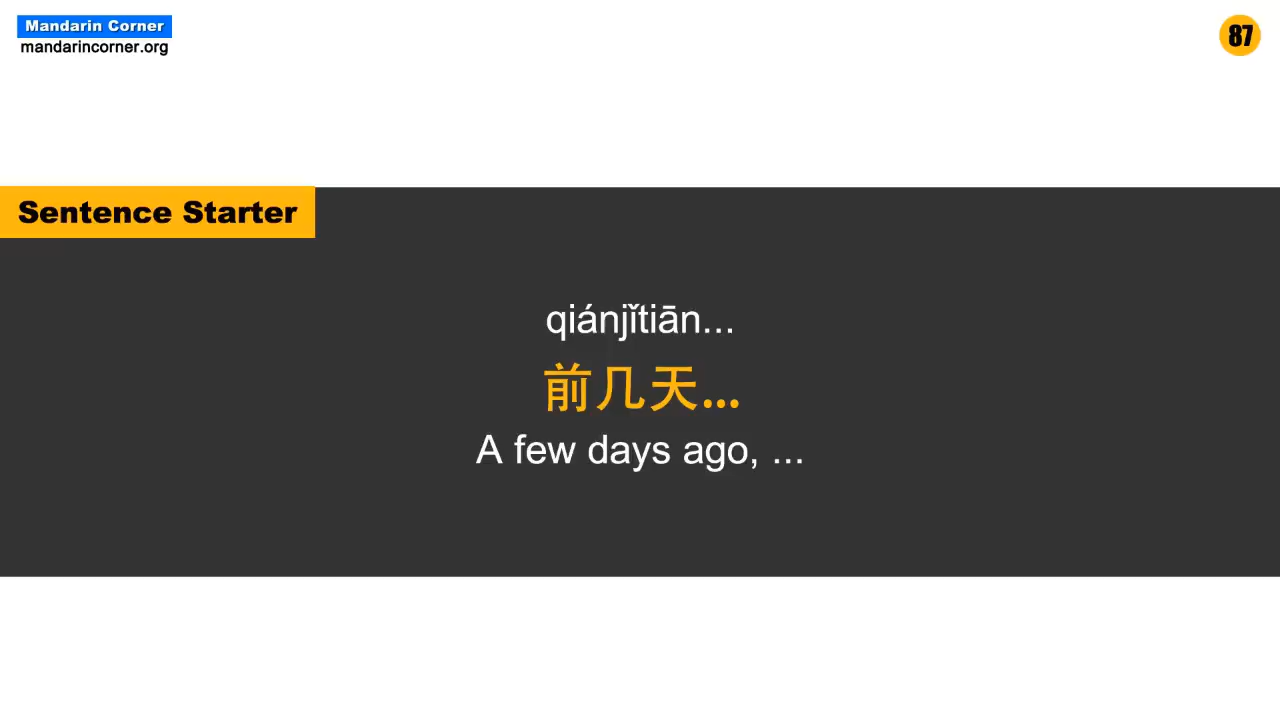 Mandarin Corner
mandarincorner.org
87
Sentence Starter
qiánjǐtiān...
前几天...
A few days ago, ...